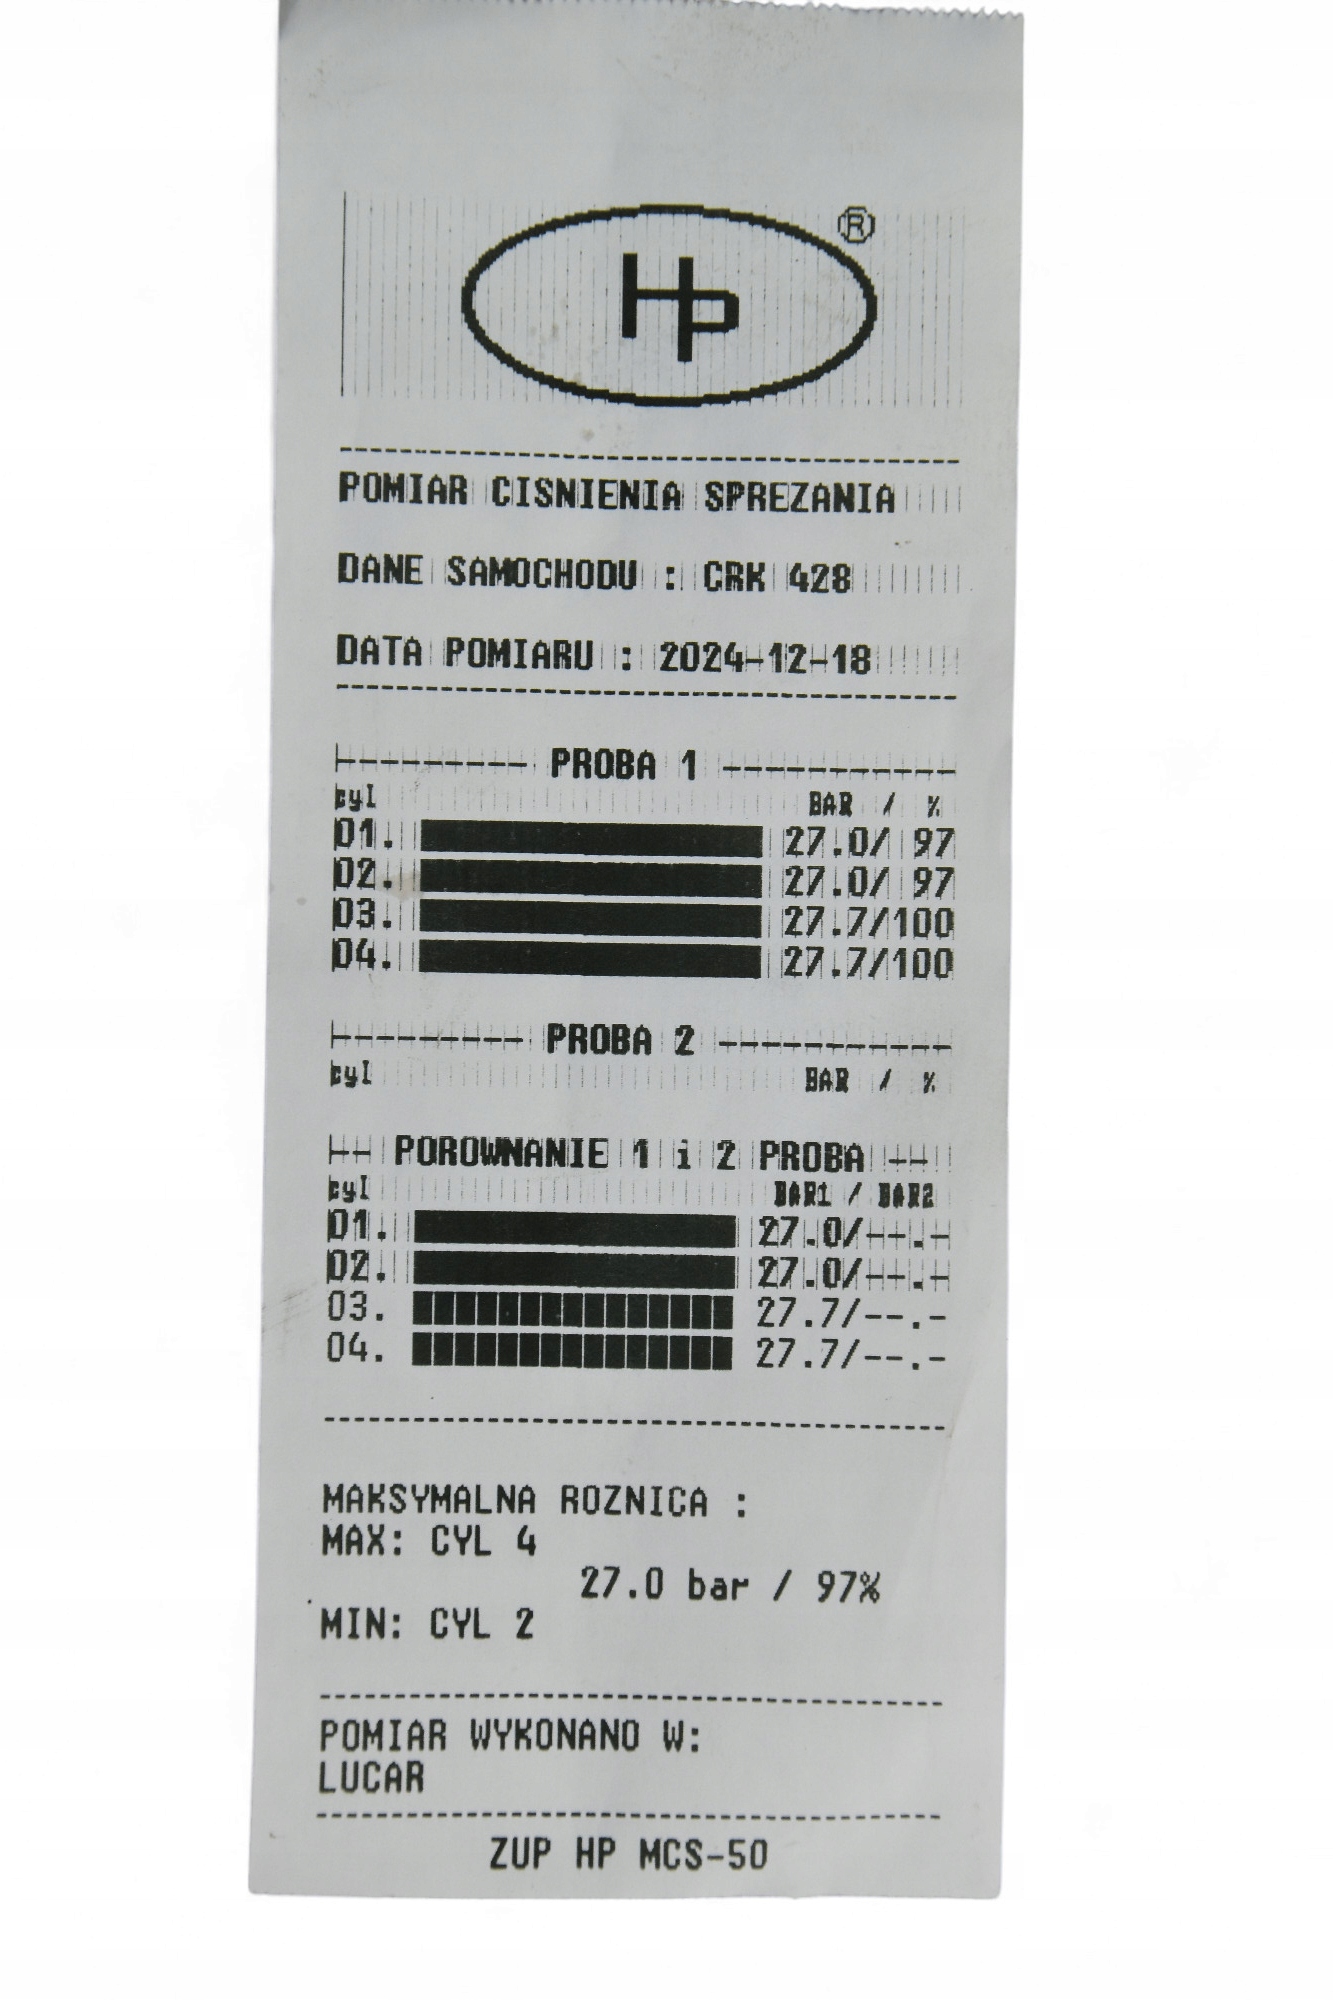 Hp ®
POMIAR CISNIENIA SPREZANIA
DANE SAMOCHODU : CRK 428
DATA POMIARU : 2024-12-18
PROBA 1
cyl BAR / %
01. 27.0/ 97
02. 27.0/ 97
03. 27.7/100
04. 27.7/100
PROBA 2
cyl BAR / %
-- POROWNANIE 1 i 2 PROBA --
cyl BAR1 / BAR2
01. 27.0/--.-
02. 27.0/--.-
03. 27.7/--.-
04. 27.7/--.-
MAKSYMALNA ROZNICA :
MAX: CYL 4
27.0 bar / 97%
MIN: CYL 2
POMIAR WYKONANO W:
LUCAR
ZUP HP MCS-50